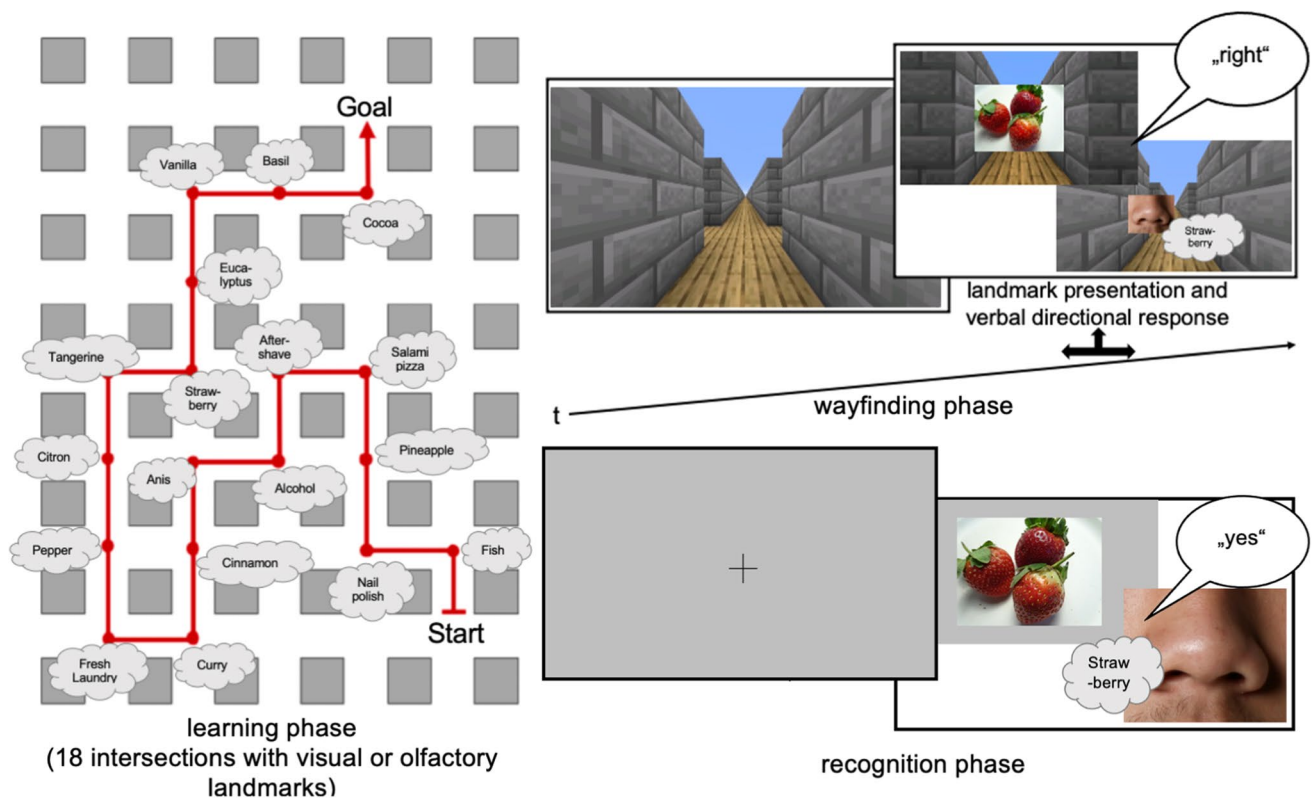 Goal
Vanilla
Basil
Cocoa
Euca-
lyptus
Tangerine
After-
shave
Salami
pizza
Straw-
berry
Citron
Anis
Alcohol
Pineapple
Pepper
Cinnamon
Nail
polish
Fish
Start
Fresh
Laundry
Curry
learning phase
(18 intersections with visual or olfactory
landmarks)
„right“
Straw-
berry
landmark presentation and
verbal directional response
t
wayfinding phase
„yes“
Straw
-berry
recognition phase